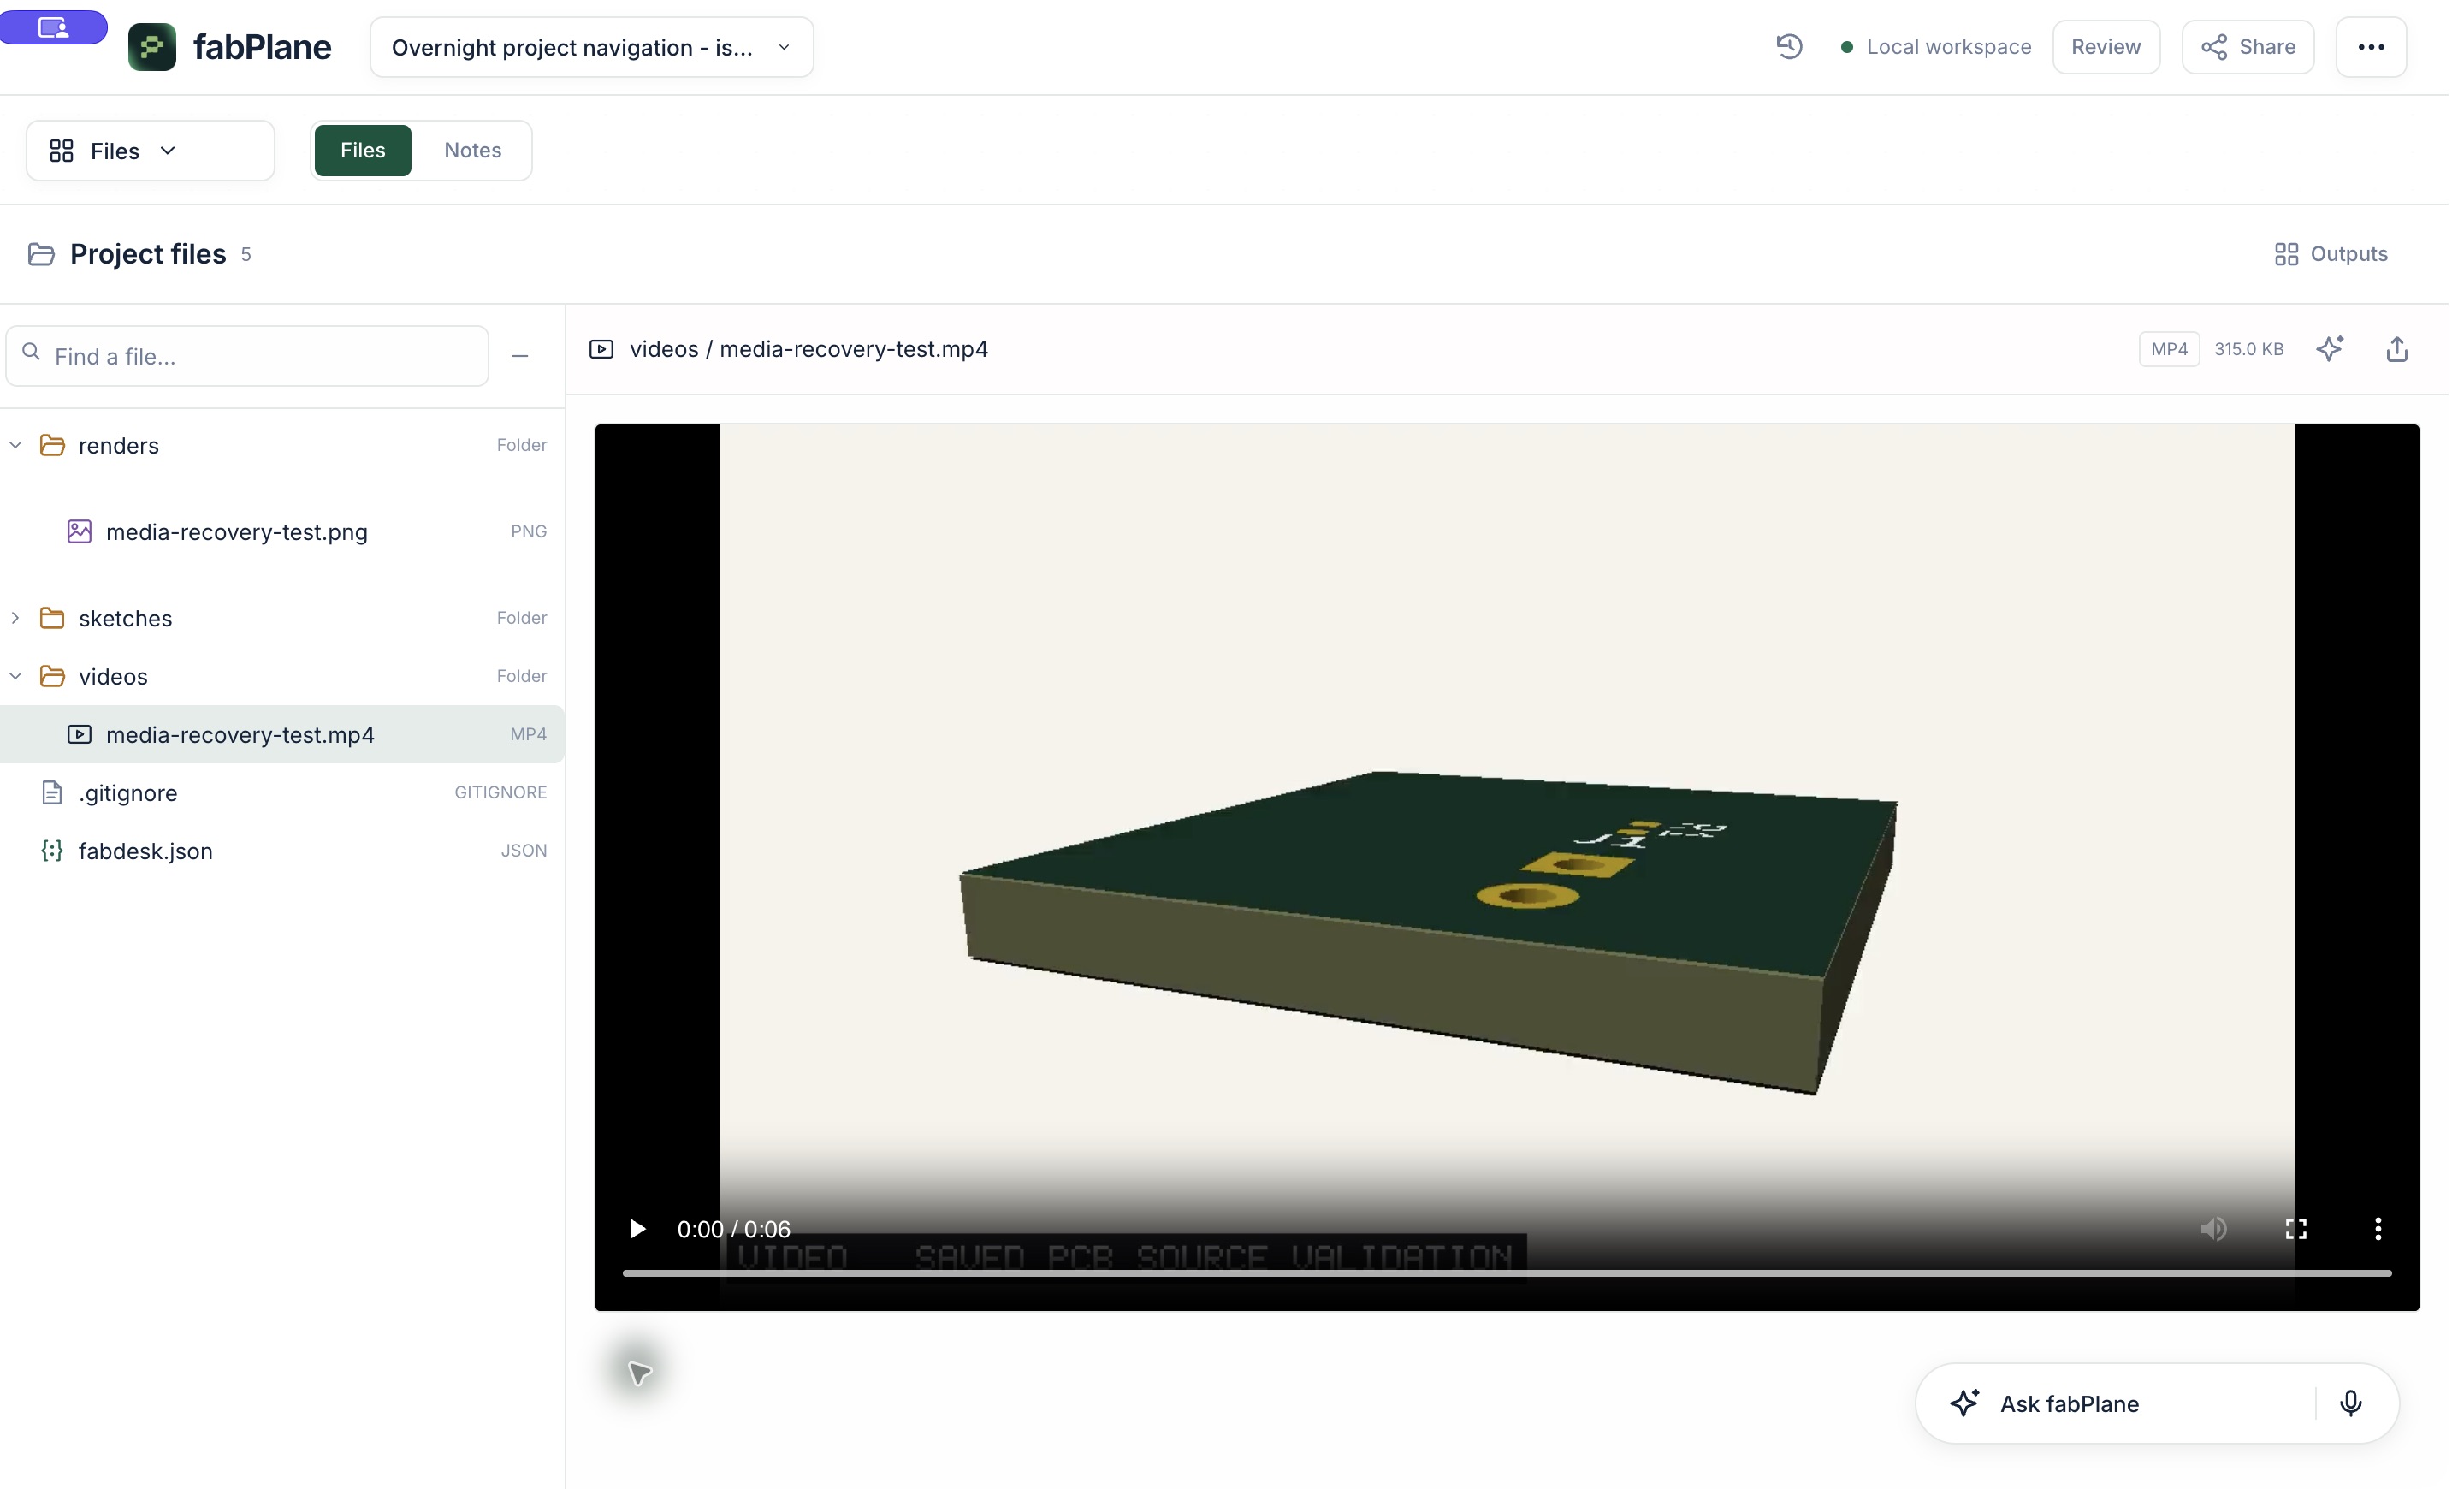 fabPlane
Overnight project navigation - is...
Local workspace
Review
Share
Files
Files
Notes
Project files 5
Outputs
Find a file...
videos / media-recovery-test.mp4
MP4
315.0 KB
renders
Folder
media-recovery-test.png
PNG
sketches
Folder
videos
Folder
media-recovery-test.mp4
MP4
.gitignore
GITIGNORE
fabdesk.json
JSON
J1
0:00 / 0:06
VIDEO SAVED PCB SOURCE VALIDATION
Ask fabPlane